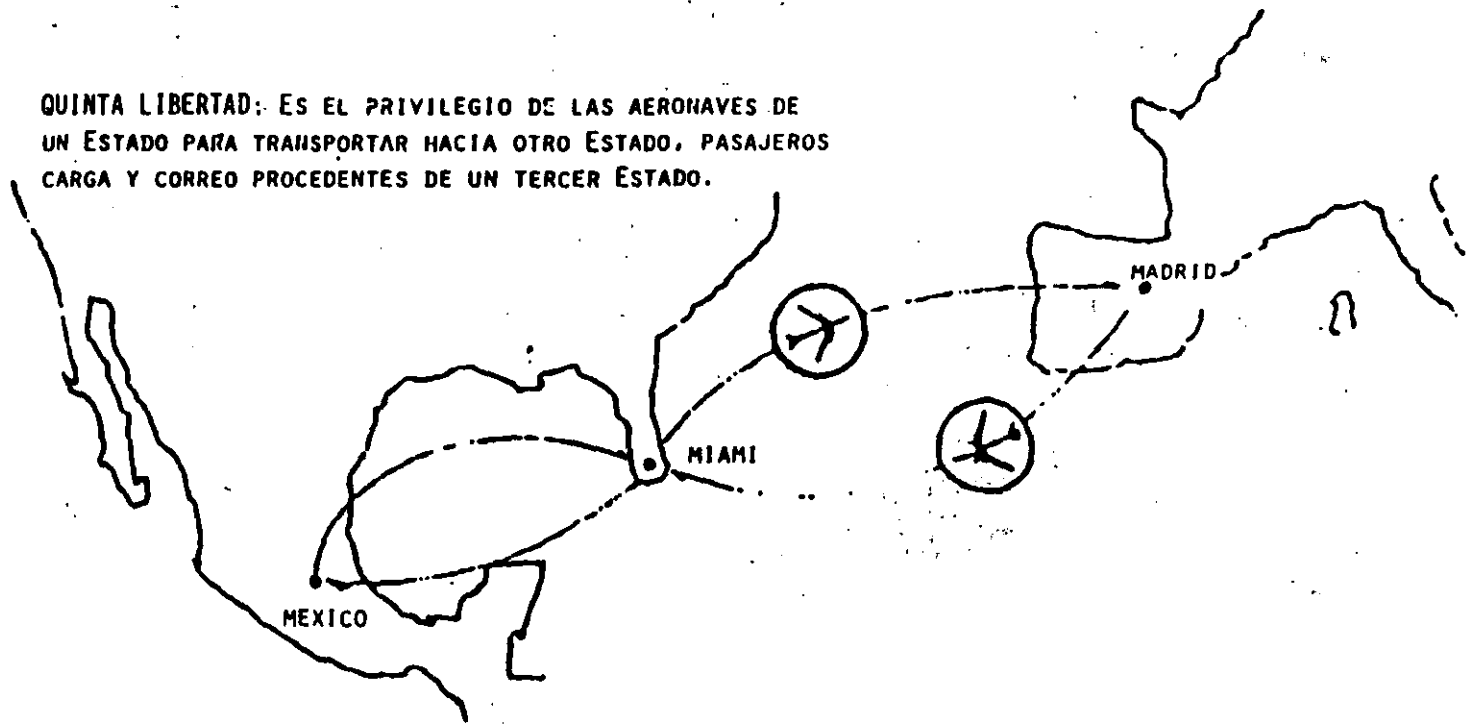 QUINTA LIBERTAD: ES EL PRIVILEGIO DE LAS AERONAVES DE
UN ESTADO PARA TRANSPORTAR HACIA OTRO ESTADO, PASAJEROS
CARGA Y CORREO PROCEDENTES DE UN TERCER ESTADO.
MADRID
MIAMI
MEXICO